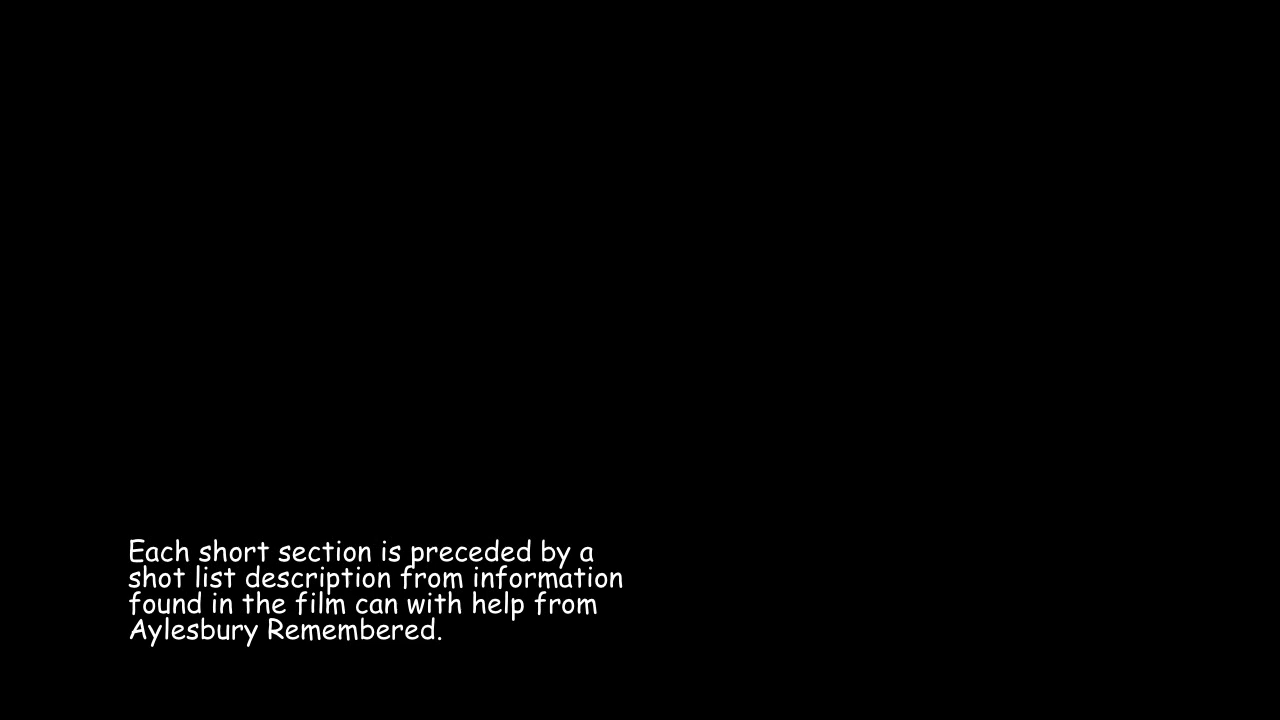 Each short section is preceded by a
shot list description from information
found in the film can with help from
Aylesbury Remembered.